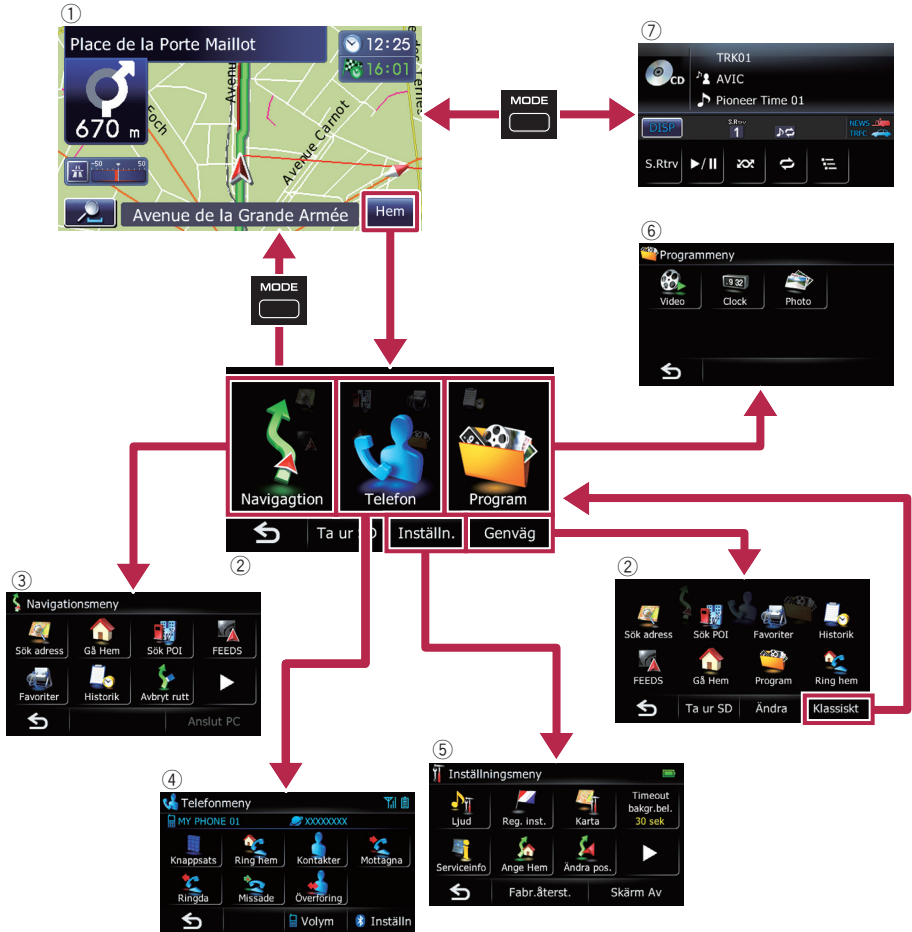 ①
Place de la Porte Maillot
12:25
16:01
670 m
-50 50
Avenue Carnot
Avenue de la Grande Armée
Hem
MODE
⑦
CD
TRK01
AVIC
Pioneer Time 01
DISP
S.Rtrv
1
NEWS
TRFC
S.Rtrv
MODE
⑥
Programmeny
Video
Clock
Photo
Navigagtion
Telefon
Program
Ta ur SD
Inställn.
Genväg
②
③
Navigationsmeny
Sök adress
Gå Hem
Sök POI
FEEDS
Favoriter
Historik
Avbryt rutt
Anslut PC
②
Sök adress
Sök POI
Favoriter
Historik
FEEDS
Gå Hem
Program
Ring hem
Ta ur SD
Ändra
Klassiskt
④
Telefonmeny
MY PHONE 01
XXXXXXXX
Knappsats
Ring hem
Kontakter
Mottagna
Ringda
Missade
Överföring
Volym
Inställn
⑤
Inställningsmeny
Ljud
Reg. inst.
Karta
Timeout
bakgr.bel.
30 sek
Serviceinfo
Ange Hem
Ändra pos.
Fabr.återst.
Skärm Av